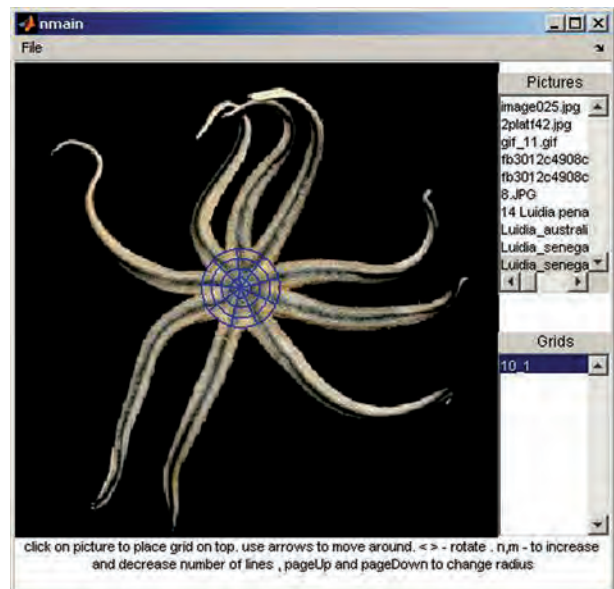 nmain
File
Pictures
image025.jpg
2platf42.jpg
gif_11.gif
fb3012c4908c
fb3012c4908c
8.JPG
14 Luidia pena
Luidia_australi
Luidia_senega
Luidia_senega
Grids
10_1
click on picture to place grid on top. use arrows to move around. < > - rotate . n,m - to increase
and decrease number of lines , pageUp and pageDown to change radius